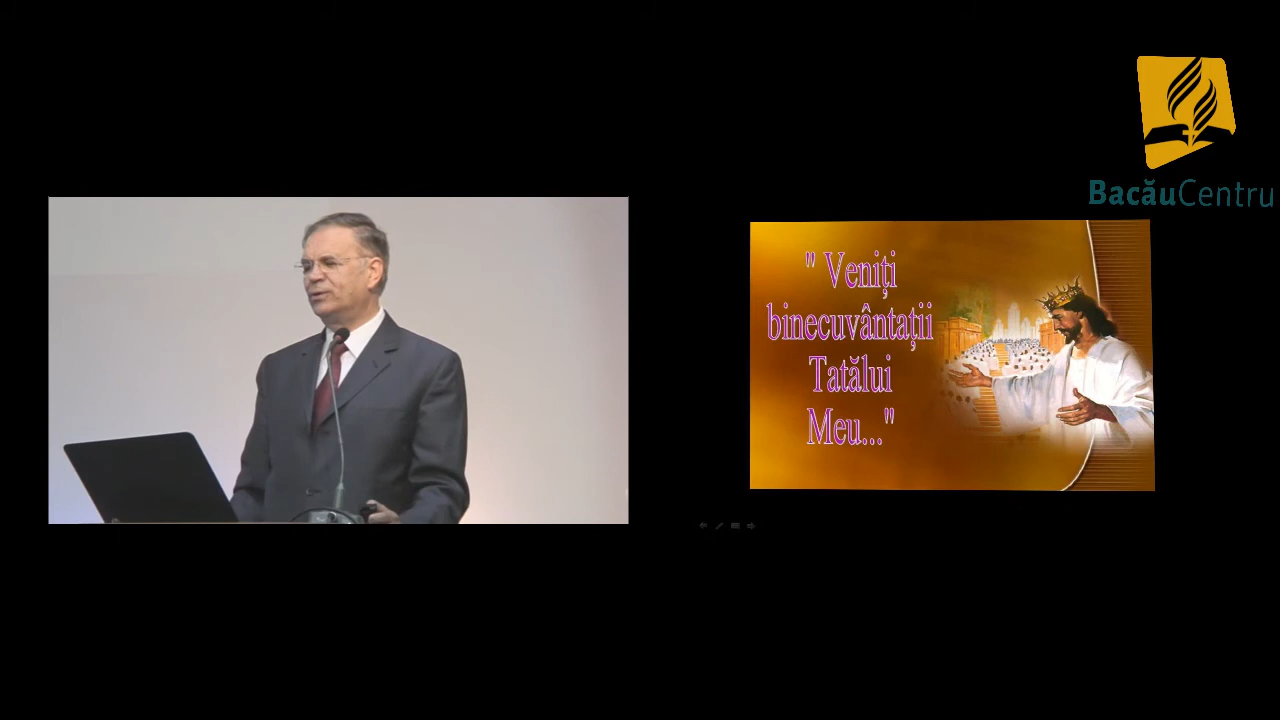 BacăuCentru
" Veniți
binecuvântații
Tatălui
Meu..."